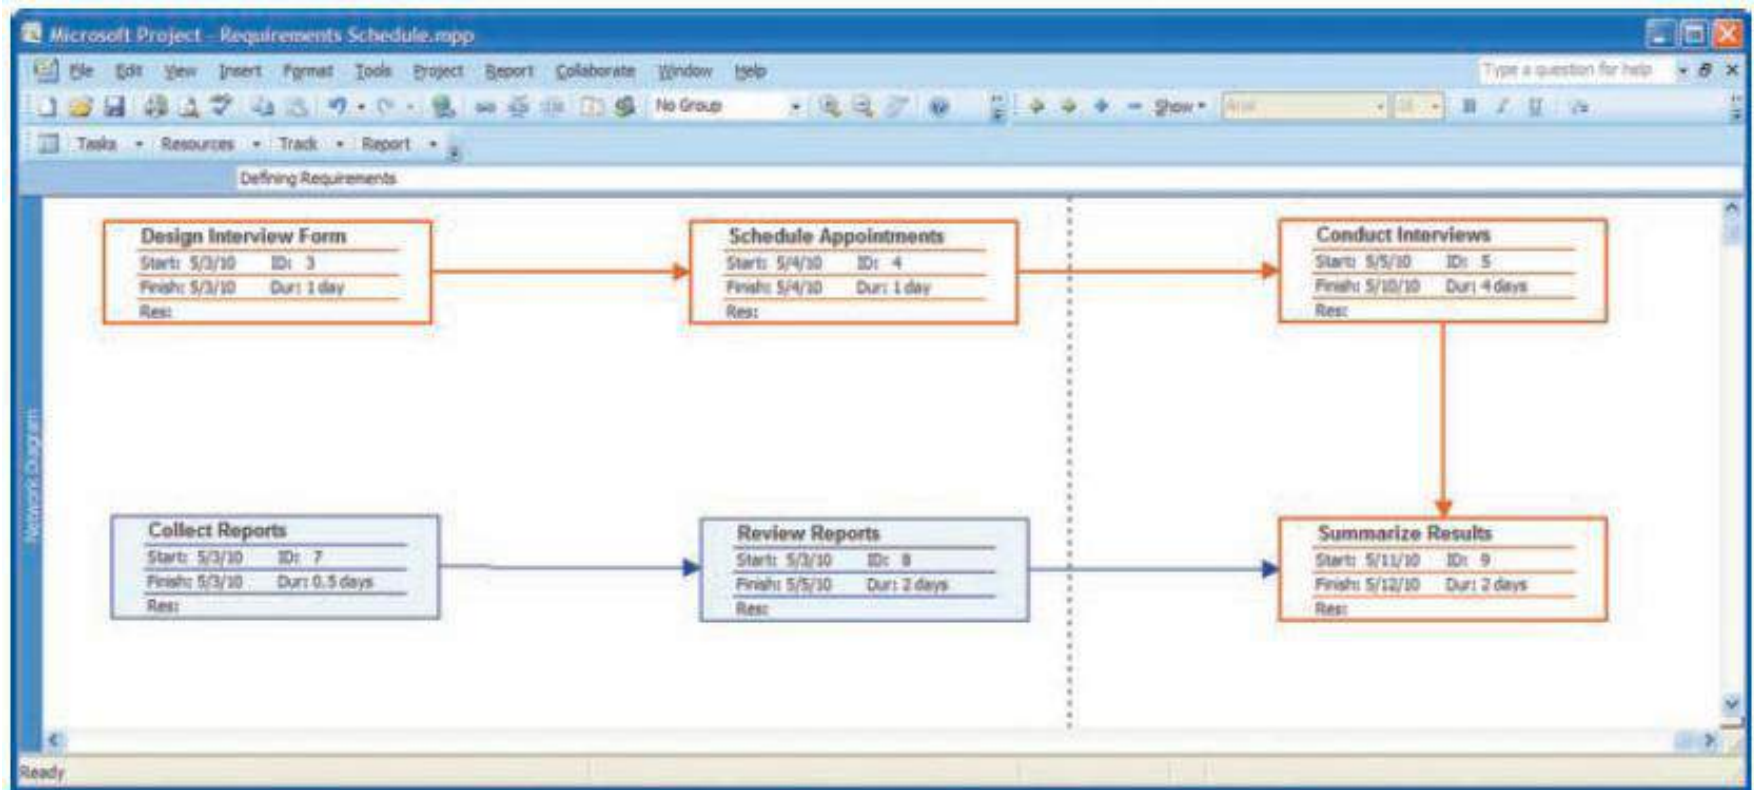 Microsoft Project - Requirements Schedule.mpp
File Edit View Insert Format Tools Project Report Collaborate Window Help Type a question for help
No Group Show Arial B I U
Tasks Resources Track Report
Defining Requirements
Design Interview Form
Start: 5/3/10 ID: 3
Finish: 5/3/10 Dur: 1 day
Res:
Schedule Appointments
Start: 5/4/10 ID: 4
Finish: 5/4/10 Dur: 1 day
Res:
Conduct Interviews
Start: 5/5/10 ID: 5
Finish: 5/10/10 Dur: 4 days
Res:
Network Diagram
Collect Reports
Start: 5/3/10 ID: 7
Finish: 5/3/10 Dur: 0.5 days
Res:
Review Reports
Start: 5/3/10 ID: 8
Finish: 5/5/10 Dur: 2 days
Res:
Summarize Results
Start: 5/11/10 ID: 9
Finish: 5/12/10 Dur: 2 days
Res:
Ready